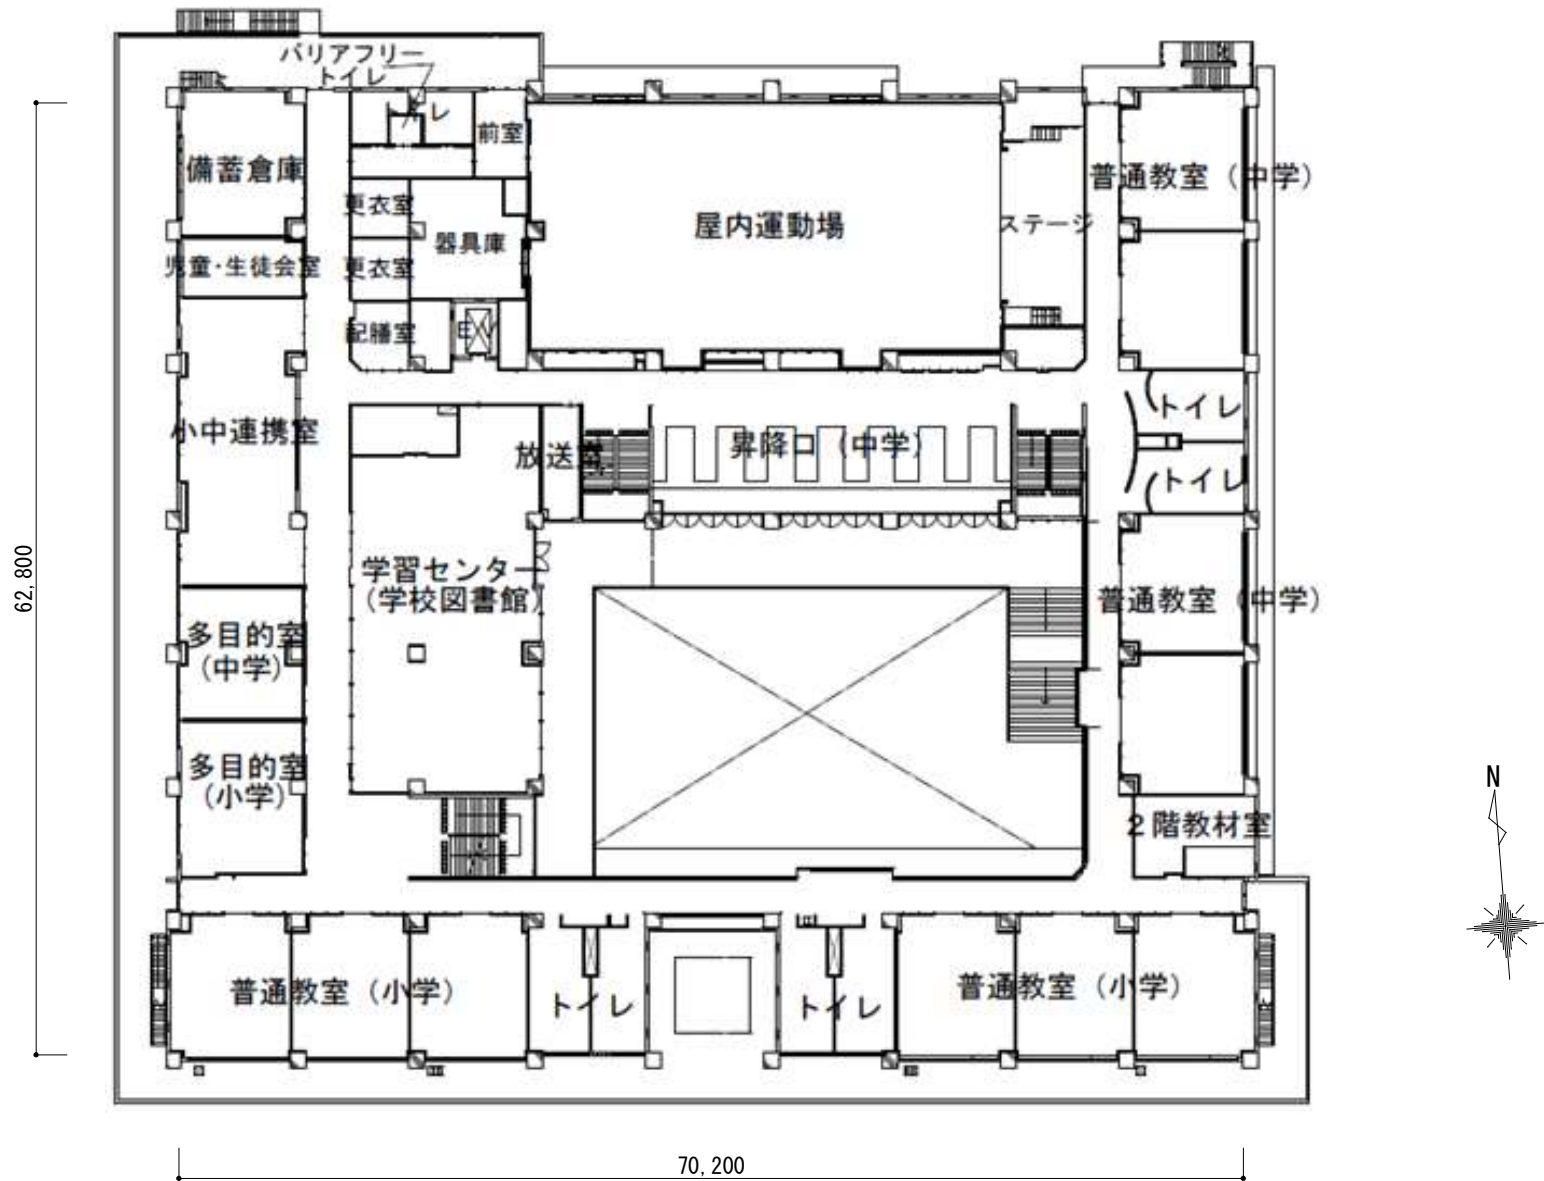 バリアフリー
トイレ
トイレ
前室
備蓄倉庫
普通教室（中学）
更衣室
屋内運動場
ステージ
器具庫
児童・生徒会室
更衣室
配膳室
EV
トイレ
小中連携室
放送室
昇降口（中学）
トイレ
学習センター
（学校図書館）
普通教室（中学）
多目的室
（中学）
62,800
多目的室
（小学）
N
２階教材室
普通教室（小学）
トイレ
トイレ
普通教室（小学）
70,200